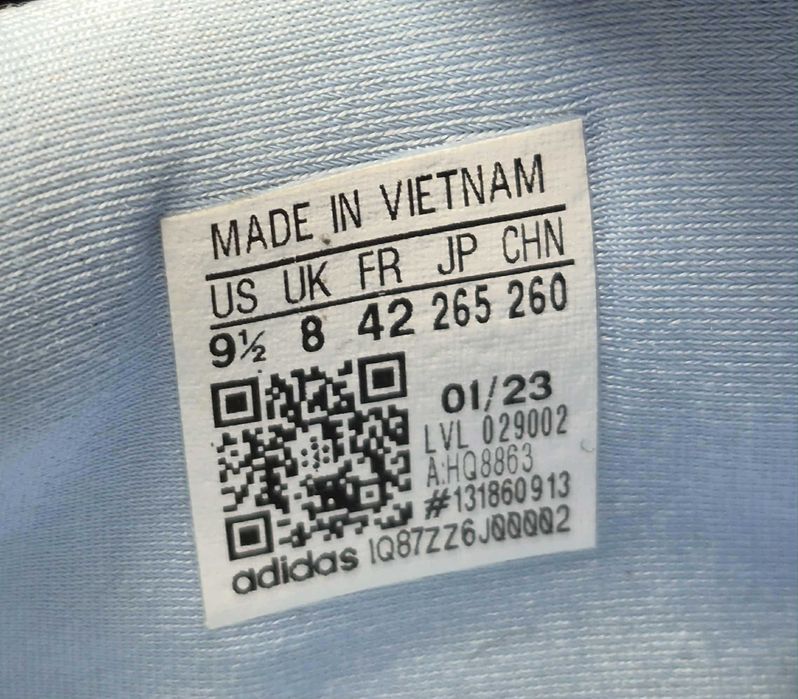 MADE IN VIETNAM
US UK FR JP CHN
9½ 8 42 265 260
01/23
LVL 029002
A:HQ8863
#131860913
adidas 1Q87ZZ6J00002